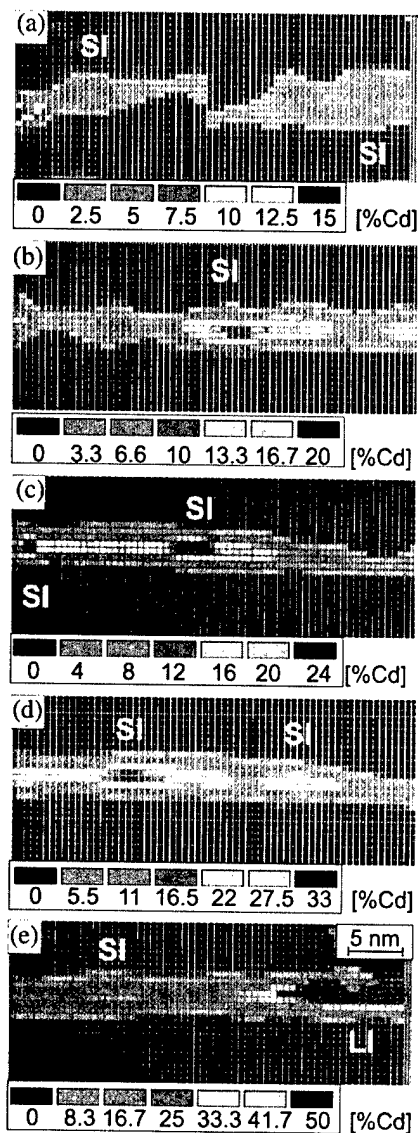 (a)
SI
SI
0 2.5 5 7.5 10 12.5 15 [%Cd]
(b)
SI
0 3.3 6.6 10 13.3 16.7 20 [%Cd]
(c)
SI
SI
0 4 8 12 16 20 24 [%Cd]
(d)
SI SI
0 5.5 11 16.5 22 27.5 33 [%Cd]
(e)
SI
5 nm
LI
0 8.3 16.7 25 33.3 41.7 50 [%Cd]